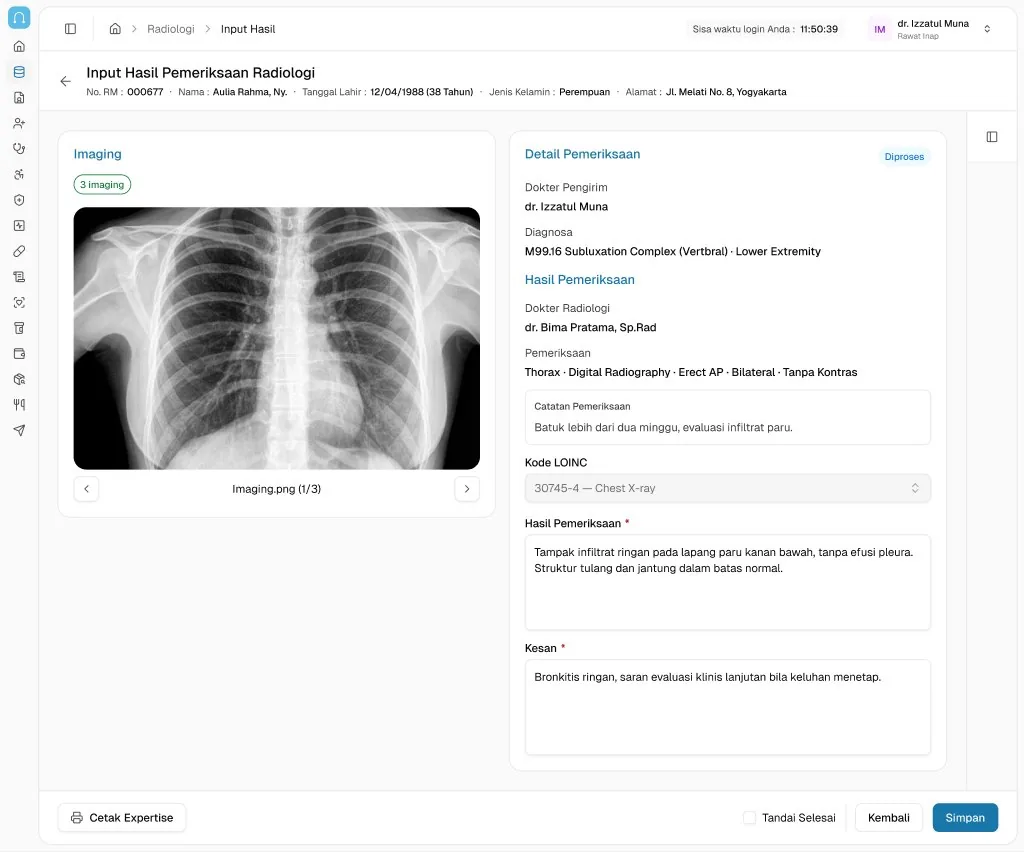 Radiologi
Input Hasil
Sisa waktu login Anda : 11:50:39
IM
dr. Izzatul Muna
Rawat Inap
Input Hasil Pemeriksaan Radiologi
No. RM : 000677 · Nama : Aulia Rahma, Ny. · Tanggal Lahir : 12/04/1988 (38 Tahun) · Jenis Kelamin : Perempuan · Alamat : Jl. Melati No. 8, Yogyakarta
Imaging
3 imaging
Imaging.png (1/3)
Detail Pemeriksaan
Diproses
Dokter Pengirim
dr. Izzatul Muna
Diagnosa
M99.16 Subluxation Complex (Vertbral) · Lower Extremity
Hasil Pemeriksaan
Dokter Radiologi
dr. Bima Pratama, Sp.Rad
Pemeriksaan
Thorax · Digital Radiography · Erect AP · Bilateral · Tanpa Kontras
Catatan Pemeriksaan
Batuk lebih dari dua minggu, evaluasi infiltrat paru.
Kode LOINC
30745-4 — Chest X-ray
Hasil Pemeriksaan *
Tampak infiltrat ringan pada lapang paru kanan bawah, tanpa efusi pleura.
Struktur tulang dan jantung dalam batas normal.
Kesan *
Bronkitis ringan, saran evaluasi klinis lanjutan bila keluhan menetap.
Cetak Expertise
Tandai Selesai
Kembali
Simpan